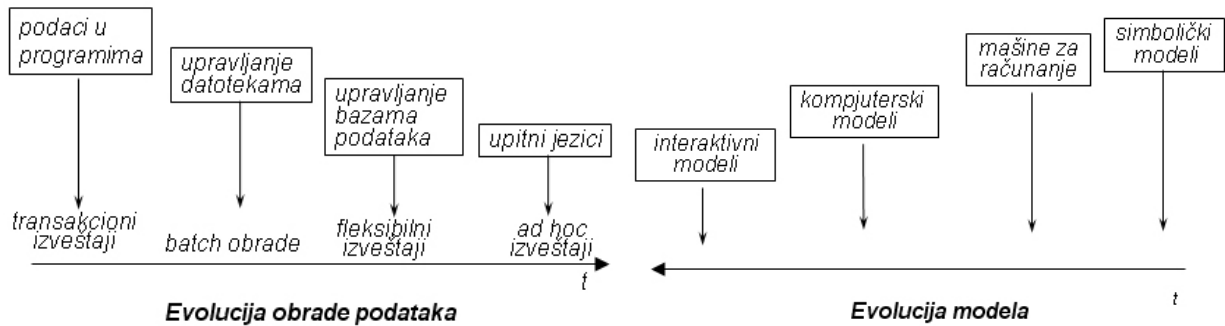 podaci u
programima
upravljanje
datotekama
upravljanje
bazama
podataka
upitni jezici
transakcioni
izveštaji
batch obrade
fleksibilni
izveštaji
ad hoc
izveštaji
t
Evolucija obrade podataka
interaktivni
modeli
kompjuterski
modeli
mašine za
računanje
simbolički
modeli
t
Evolucija modela